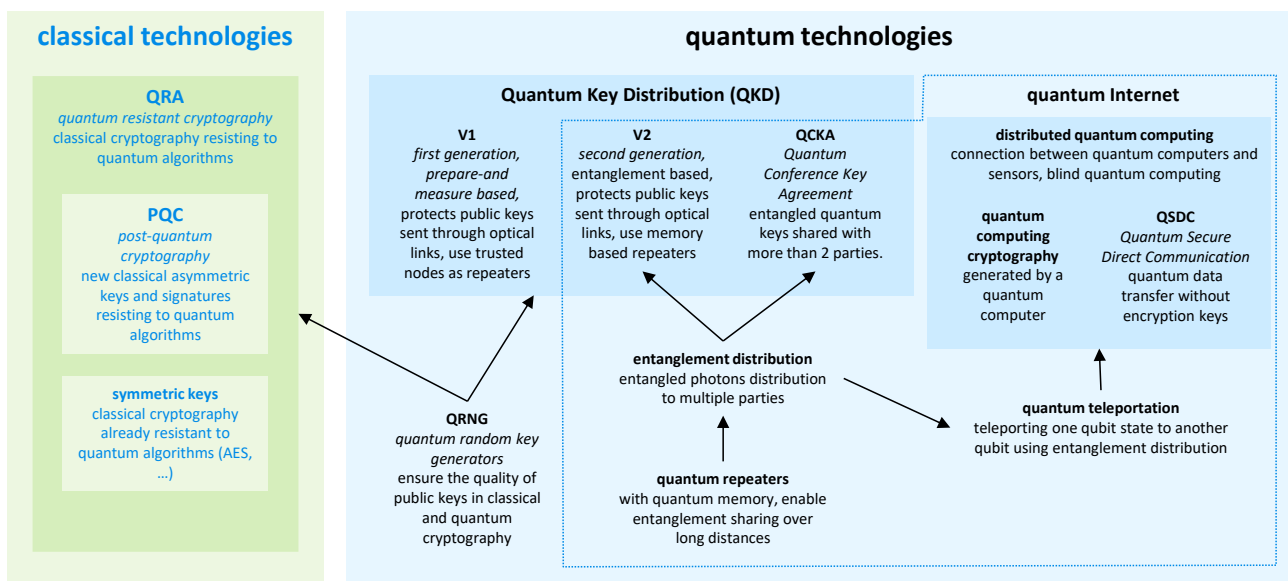 classical technologies
QRA
quantum resistant cryptography
classical cryptography resisting to
quantum algorithms
PQC
post-quantum
cryptography
new classical asymmetric
keys and signatures
resisting to quantum
algorithms
symmetric keys
classical cryptography
already resistant to
quantum algorithms (AES,
…)
quantum technologies
Quantum Key Distribution (QKD)
V1
first generation,
prepare-and
measure based,
protects public keys
sent through optical
links, use trusted
nodes as repeaters
V2
second generation,
entanglement based,
protects public keys
sent through optical
links, use memory
based repeaters
QCKA
Quantum
Conference Key
Agreement
entangled quantum
keys shared with
more than 2 parties.
quantum Internet
distributed quantum computing
connection between quantum computers and
sensors, blind quantum computing
quantum
computing
cryptography
generated by a
quantum
computer
QSDC
Quantum Secure
Direct Communication
quantum data
transfer without
encryption keys
QRNG
quantum random key
generators
ensure the quality of
public keys in classical
and quantum
cryptography
entanglement distribution
entangled photons distribution
to multiple parties
quantum repeaters
with quantum memory, enable
entanglement sharing over
long distances
quantum teleportation
teleporting one qubit state to another
qubit using entanglement distribution